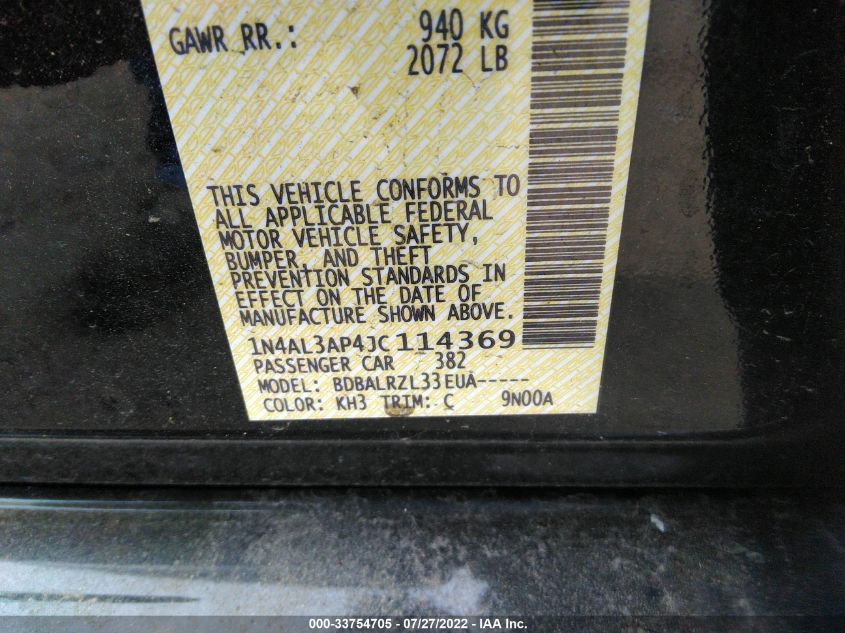 GAWR RR.: 940 KG
2072 LB
THIS VEHICLE CONFORMS TO
ALL APPLICABLE FEDERAL
MOTOR VEHICLE SAFETY,
BUMPER, AND THEFT
PREVENTION STANDARDS IN
EFFECT ON THE DATE OF
MANUFACTURE SHOWN ABOVE.
1N4AL3AP4JC114369
PASSENGER CAR 382
MODEL: BDBALRZL33EUA-----
COLOR: KH3 TRIM: C 9N00A
000-33754705 - 07/27/2022 - IAA Inc.